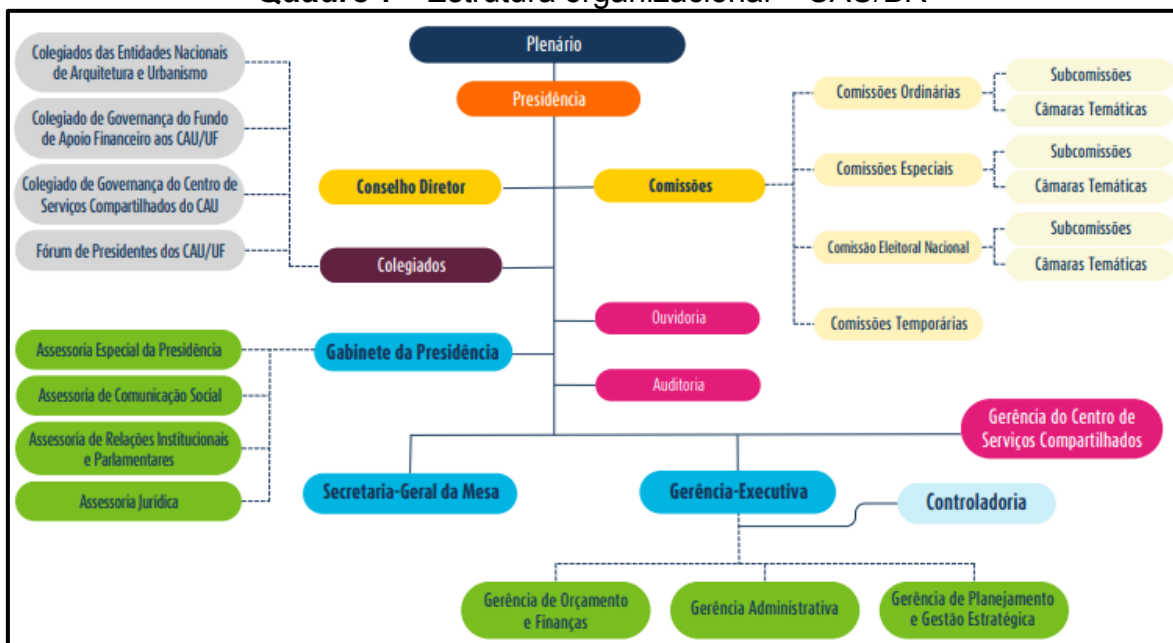 Quadro
Estrutura organizacional
CAU/BR
Plenário
Presidência
Colegiados das Entidades Nacionais
de Arquitetura e Urbanismo
Colegiado de Governança do Fundo
de Apoio Financeiro aos CAU/UF
Colegiado de Governança do Centro de
Serviços Compartilhados do CAU
Fórum de Presidentes dos CAU/UF
Conselho Diretor
Colegiados
Comissões
Comissões Ordinárias
Subcomissões
Câmaras Temáticas
Comissões Especiais
Subcomissões
Câmaras Temáticas
Comissão Eleitoral Nacional
Subcomissões
Câmaras Temáticas
Comissões Temporárias
Ouvidoria
Auditoria
Gabinete da Presidência
Assessoria Especial da Presidência
Assessoria de Comunicação Social
Assessoria de Relações Institucionais
e Parlamentares
Assessoria Jurídica
Gerência do Centro de
Serviços Compartilhados
Secretaria-Geral da Mesa
Gerência-Executiva
Controladoria
Gerência de Orçamento
e Finanças
Gerência Administrativa
Gerência de Planejamento
e Gestão Estratégica